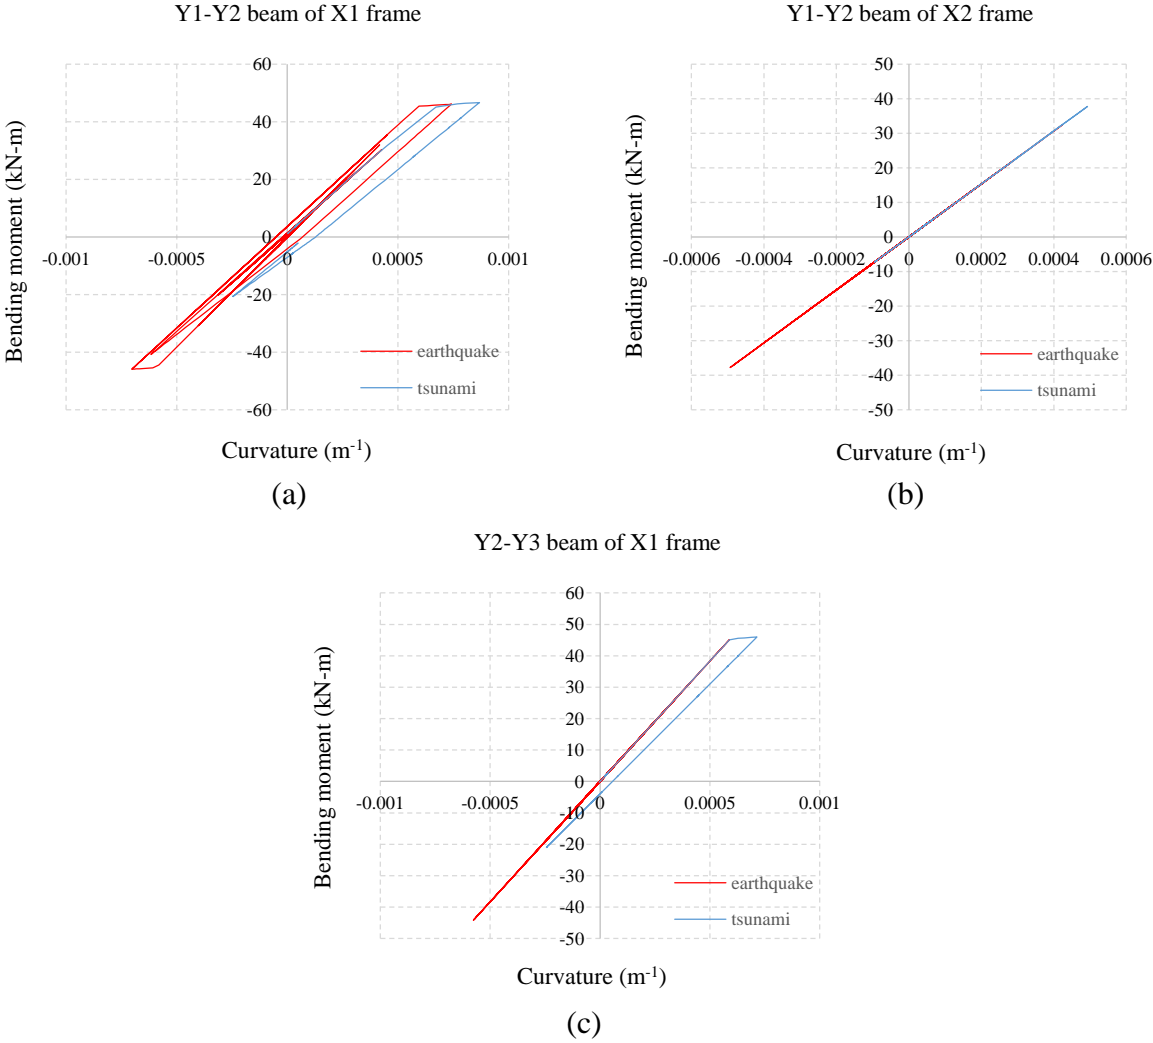 Y1-Y2 beam of X1 frame
60
40
20
0
-20
-40
-60
-0.001
-0.0005
0
0.0005
0.001
Bending moment (kN-m)
earthquake
tsunami
Curvature (m-1)
(a)
Y1-Y2 beam of X2 frame
50
40
30
20
10
0
-10
-20
-30
-40
-50
-0.0006
-0.0004
-0.0002
0
0.0002
0.0004
0.0006
Bending moment (kN-m)
earthquake
tsunami
Curvature (m-1)
(b)
Y2-Y3 beam of X1 frame
60
50
40
30
20
10
0
-10
-20
-30
-40
-50
-0.001
-0.0005
0
0.0005
0.001
Bending moment (kN-m)
earthquake
tsunami
Curvature (m-1)
(c)